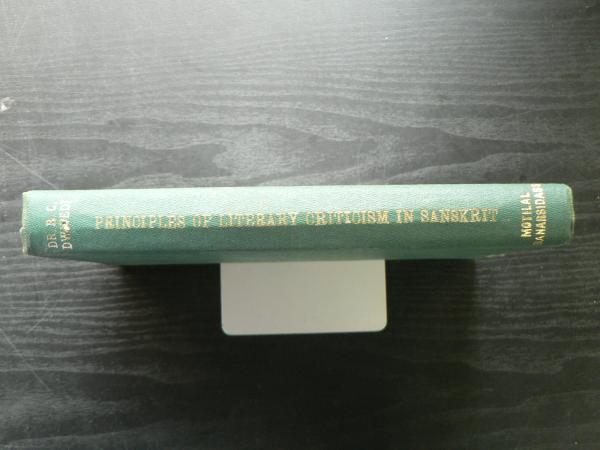 DR. R. C.
DWIVEDI
PRINCIPLES OF LITERARY CRITICISM IN SANSKRIT
MOTILAL
BANARSIDASS